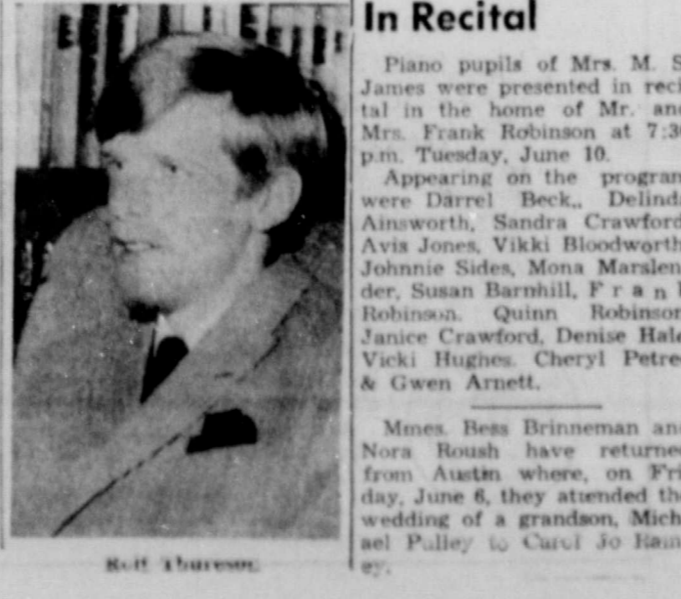 In Recital
Piano pupils of Mrs. M. S
James were presented in reci
tal in the home of Mr. and
Mrs. Frank Robinson at 7:30
p.m. Tuesday, June 10.
Appearing on the program
were Darrel Beck,, Delinda
Ainsworth, Sandra Crawford
Avis Jones, Vikki Bloodworth
Johnnie Sides, Mona Marslen-
der, Susan Barnhill, F r a n k
Robinson. Quinn Robinson
Janice Crawford, Denise Hale
Vicki Hughes. Cheryl Petree
& Gwen Arnett.
Mmes. Bess Brinneman and
Nora Roush have returned
from Austin where, on Fri
day, June 6, they attended the
wedding of a grandson, Mich
ael Pulley to Carol Jo Rain
ey.
Rolf Thureson